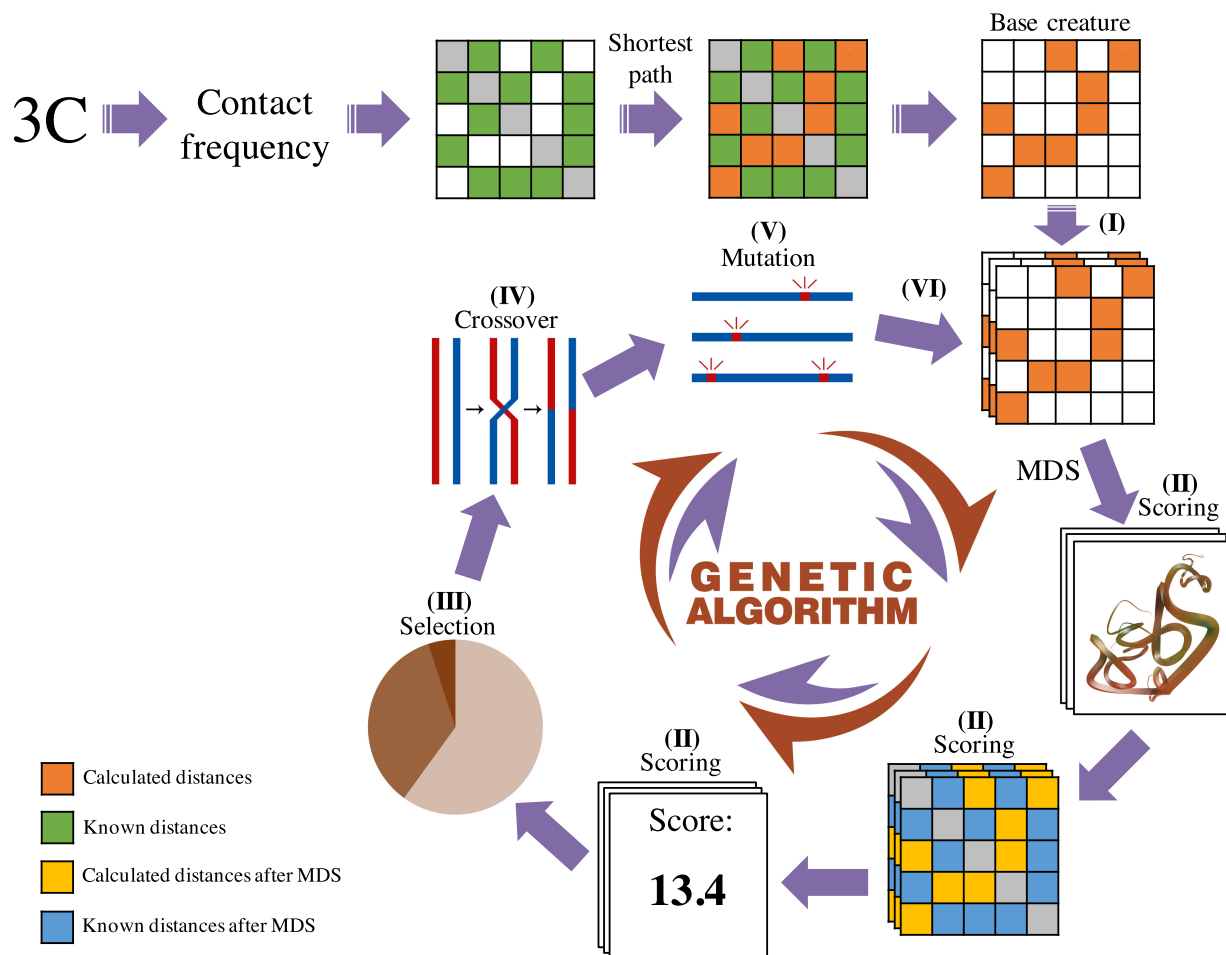 3C
Contact
frequency
Shortest
path
Base creature
(I)
(V)
Mutation
(VI)
(IV)
Crossover
MDS
(II)
Scoring
GENETIC
ALGORITHM
(III)
Selection
(II)
Scoring
(II)
Scoring
Score:
13.4
Calculated distances
Known distances
Calculated distances after MDS
Known distances after MDS